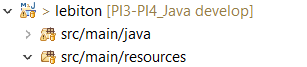 > lebiton [PI3-PI4_Java develop]
src/main/java
src/main/resources